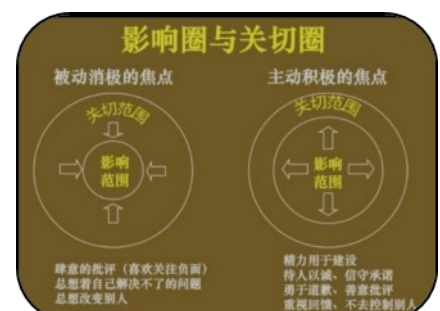 影响圈与关切圈
被动消极的焦点
关切范围
影响
范围
肆意的批评（喜欢关注负面）
总想着自己解决不了的问题
总想改变别人
主动积极的焦点
关切范围
影响
范围
精力用于建设
待人以诚、信守承诺
勇于道歉、善意批评
重视回馈、不去控制别人